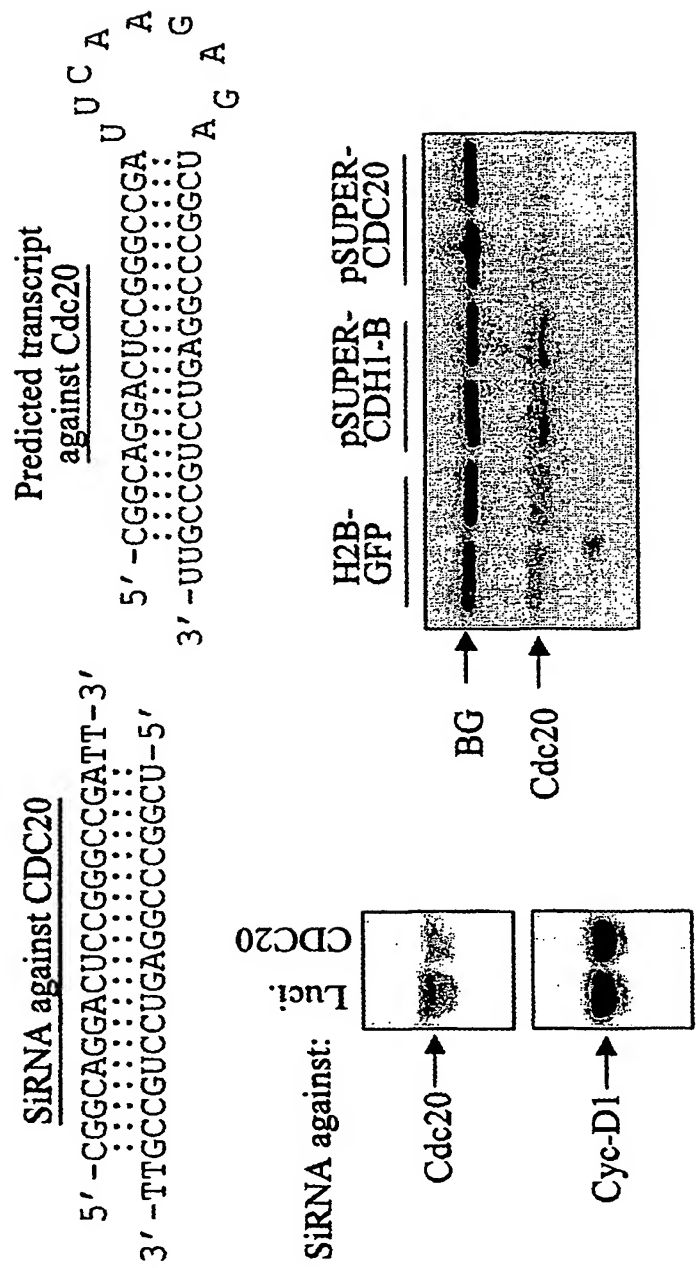 SiRNA against CDC20
5'-CGGCAGGACUCCGGGCCGATT-3'
3'-TTGCCGUCCUGAGGCCCGGCU-5'
Predicted transcript
against Cdc20
5'-CGGCAGGACUCCGGGCCGA
UUCAAGAGA
3'-UUGCCGUCCUGAGGCCCGGCU
SiRNA against:
Luci.
CDC20
Cdc20
Cyc-D1
H2B-
GFP
pSUPER-
CDH1-B
pSUPER-
CDC20
BG
Cdc20